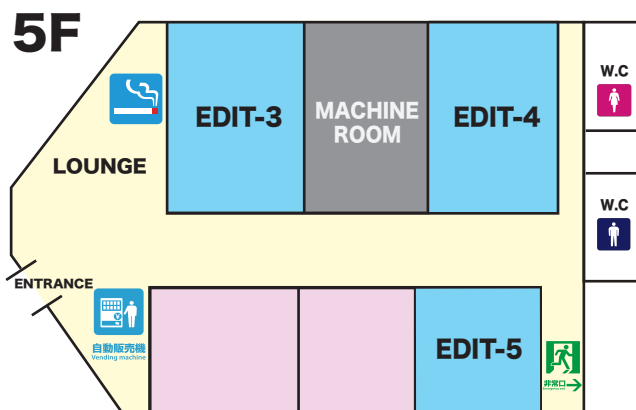 5F
EDIT-3
MACHINE
ROOM
EDIT-4
W.C
LOUNGE
W.C
ENTRANCE
自動販売機
Vending machine
EDIT-5
非常口